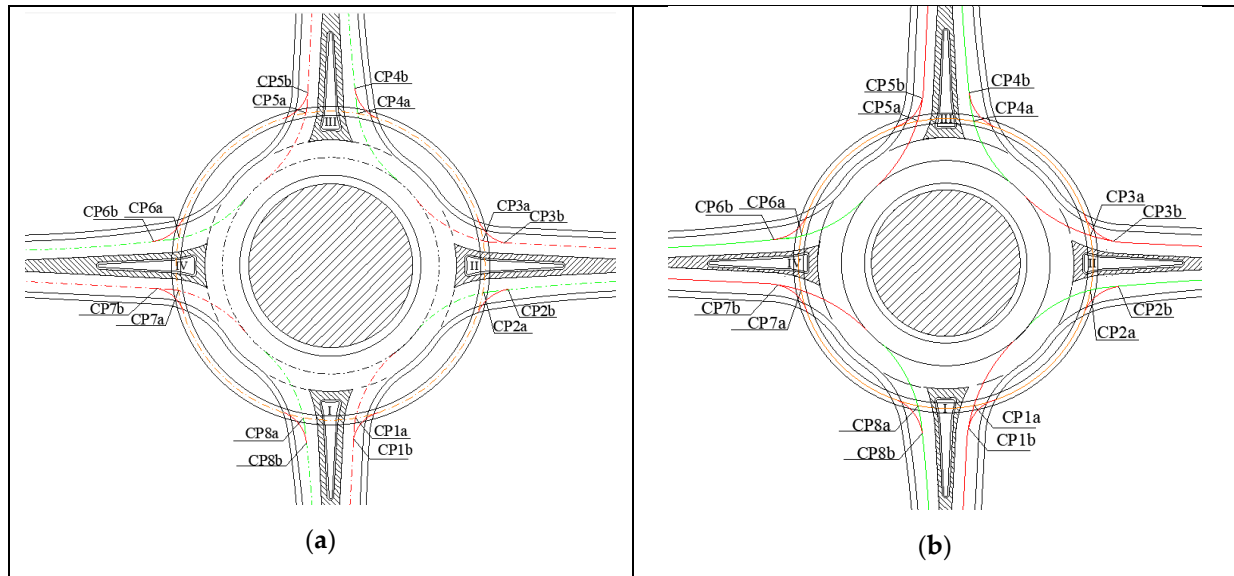 CP5b
CP4b
CP5a
CP4a
III
CP6a
CP6b
CP3a
CP3b
IV
II
CP7b
CP7a
CP2b
CP2a
I
CP8a
CP1a
CP8b
CP1b
(a)
CP5b
CP4b
CP5a
CP4a
III
CP6a
CP6b
CP3a
CP3b
IV
II
CP7b
CP7a
CP2b
CP2a
I
CP8a
CP1a
CP8b
CP1b
(b)